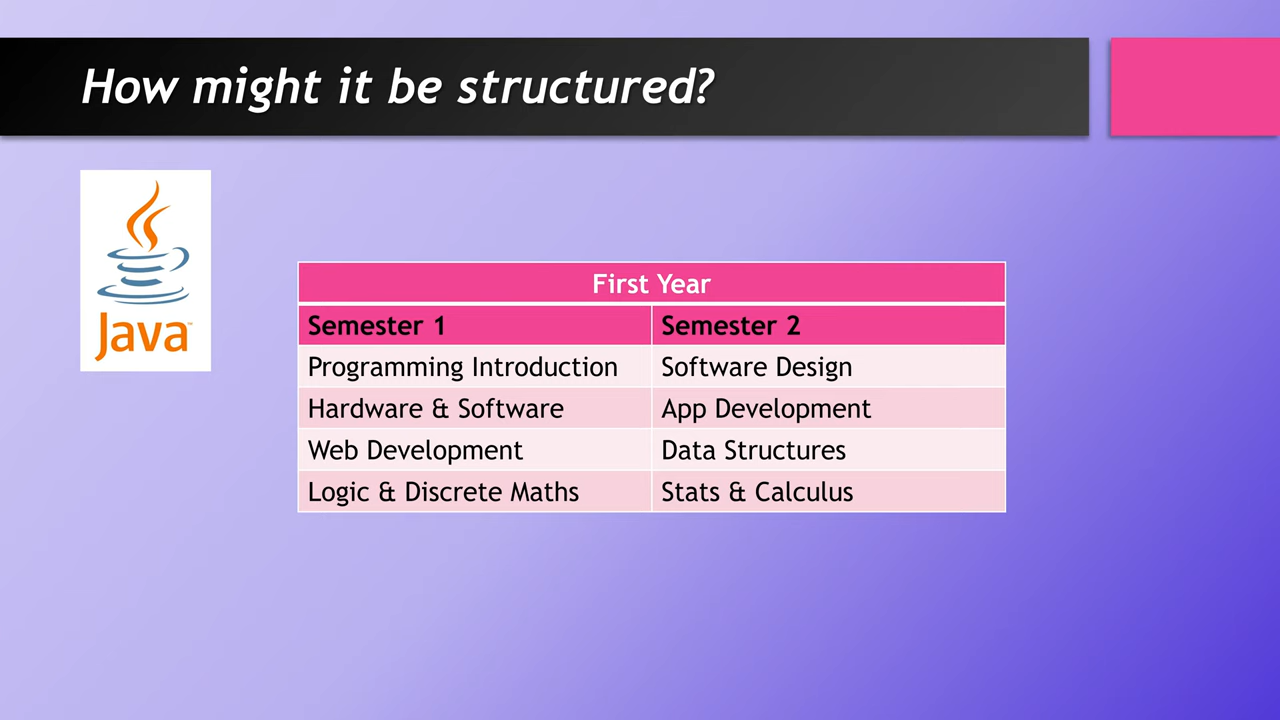 How might it be structured?
Java™
First Year
Semester 1
Semester 2
Programming Introduction
Software Design
Hardware & Software
App Development
Web Development
Data Structures
Logic & Discrete Maths
Stats & Calculus